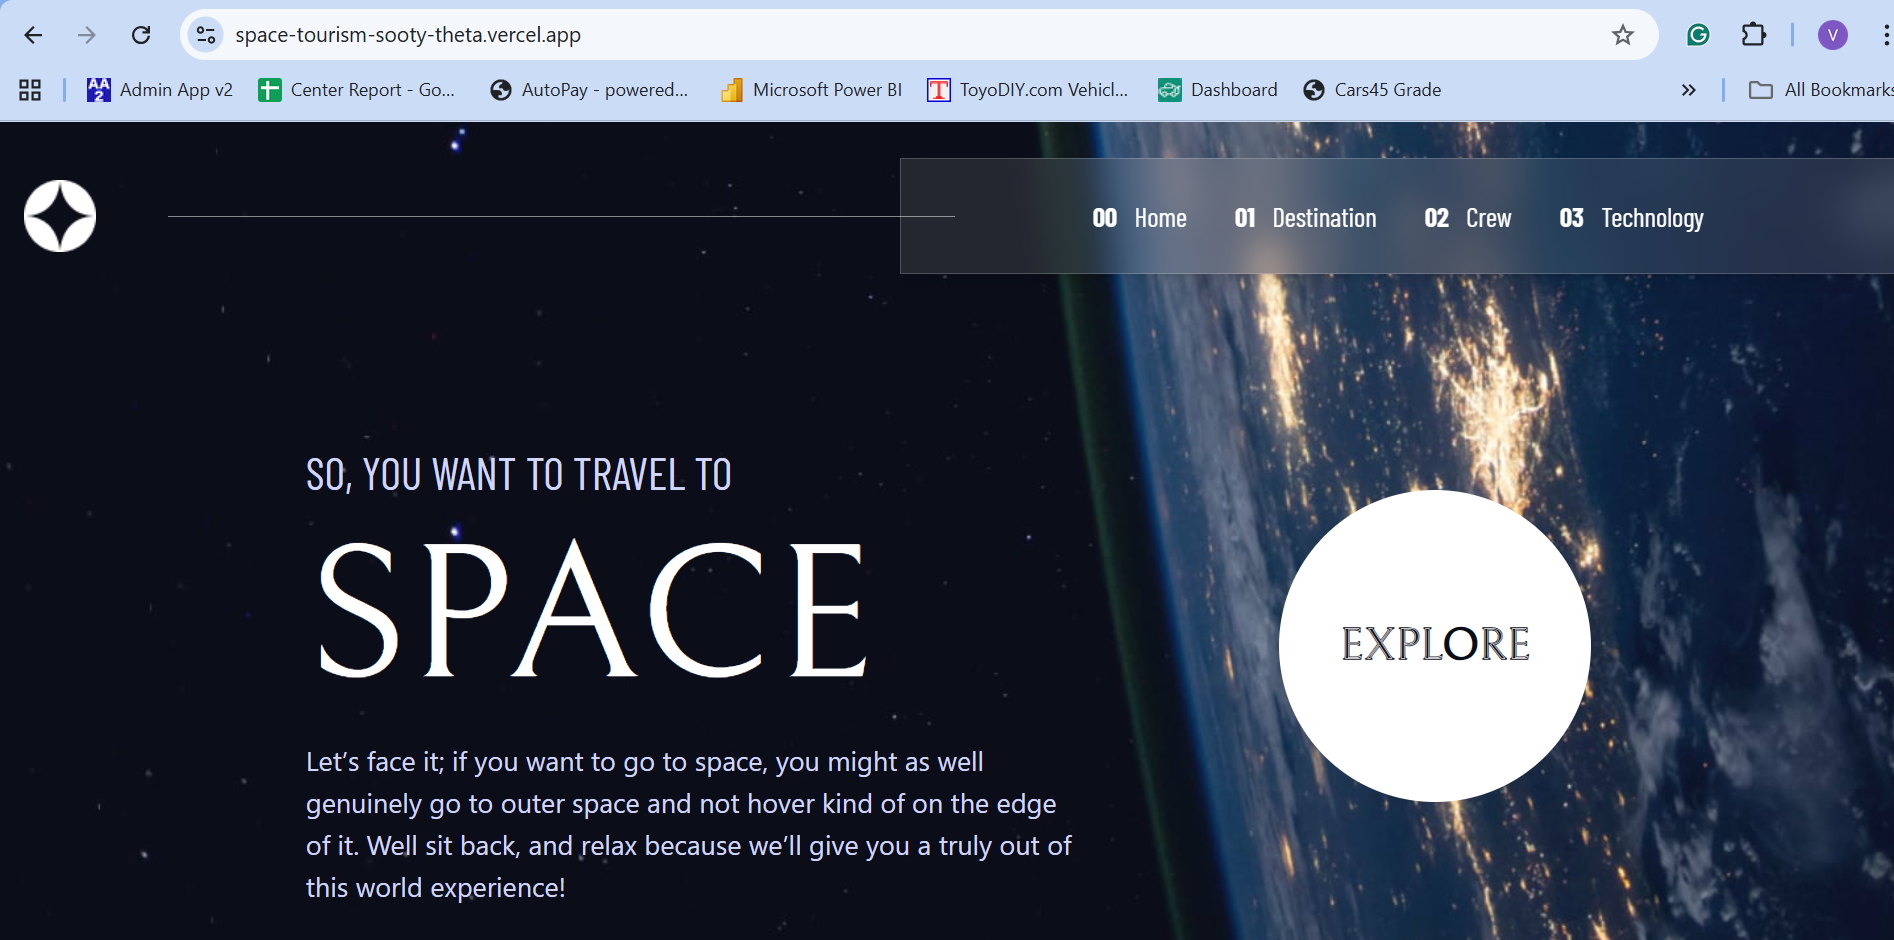 space-tourism-sooty-theta.vercel.app
V
Admin App v2
Center Report - Go...
AutoPay - powered...
Microsoft Power BI
ToyoDIY.com Vehicl...
Dashboard
Cars45 Grade
All Bookmarks
00 Home 01 Destination 02 Crew 03 Technology
SO, YOU WANT TO TRAVEL TO
SPACE
Let’s face it; if you want to go to space, you might as well
genuinely go to outer space and not hover kind of on the edge
of it. Well sit back, and relax because we’ll give you a truly out of
this world experience!
EXPLORE